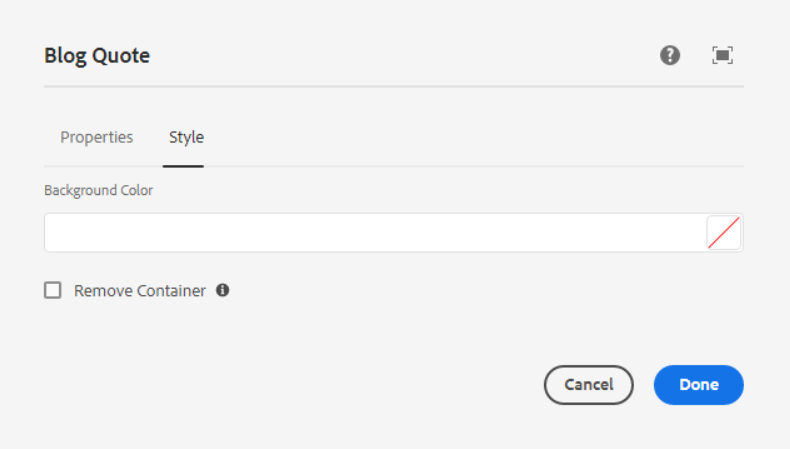 Blog Quote
Properties Style
Background Color
Remove Container
Cancel Done